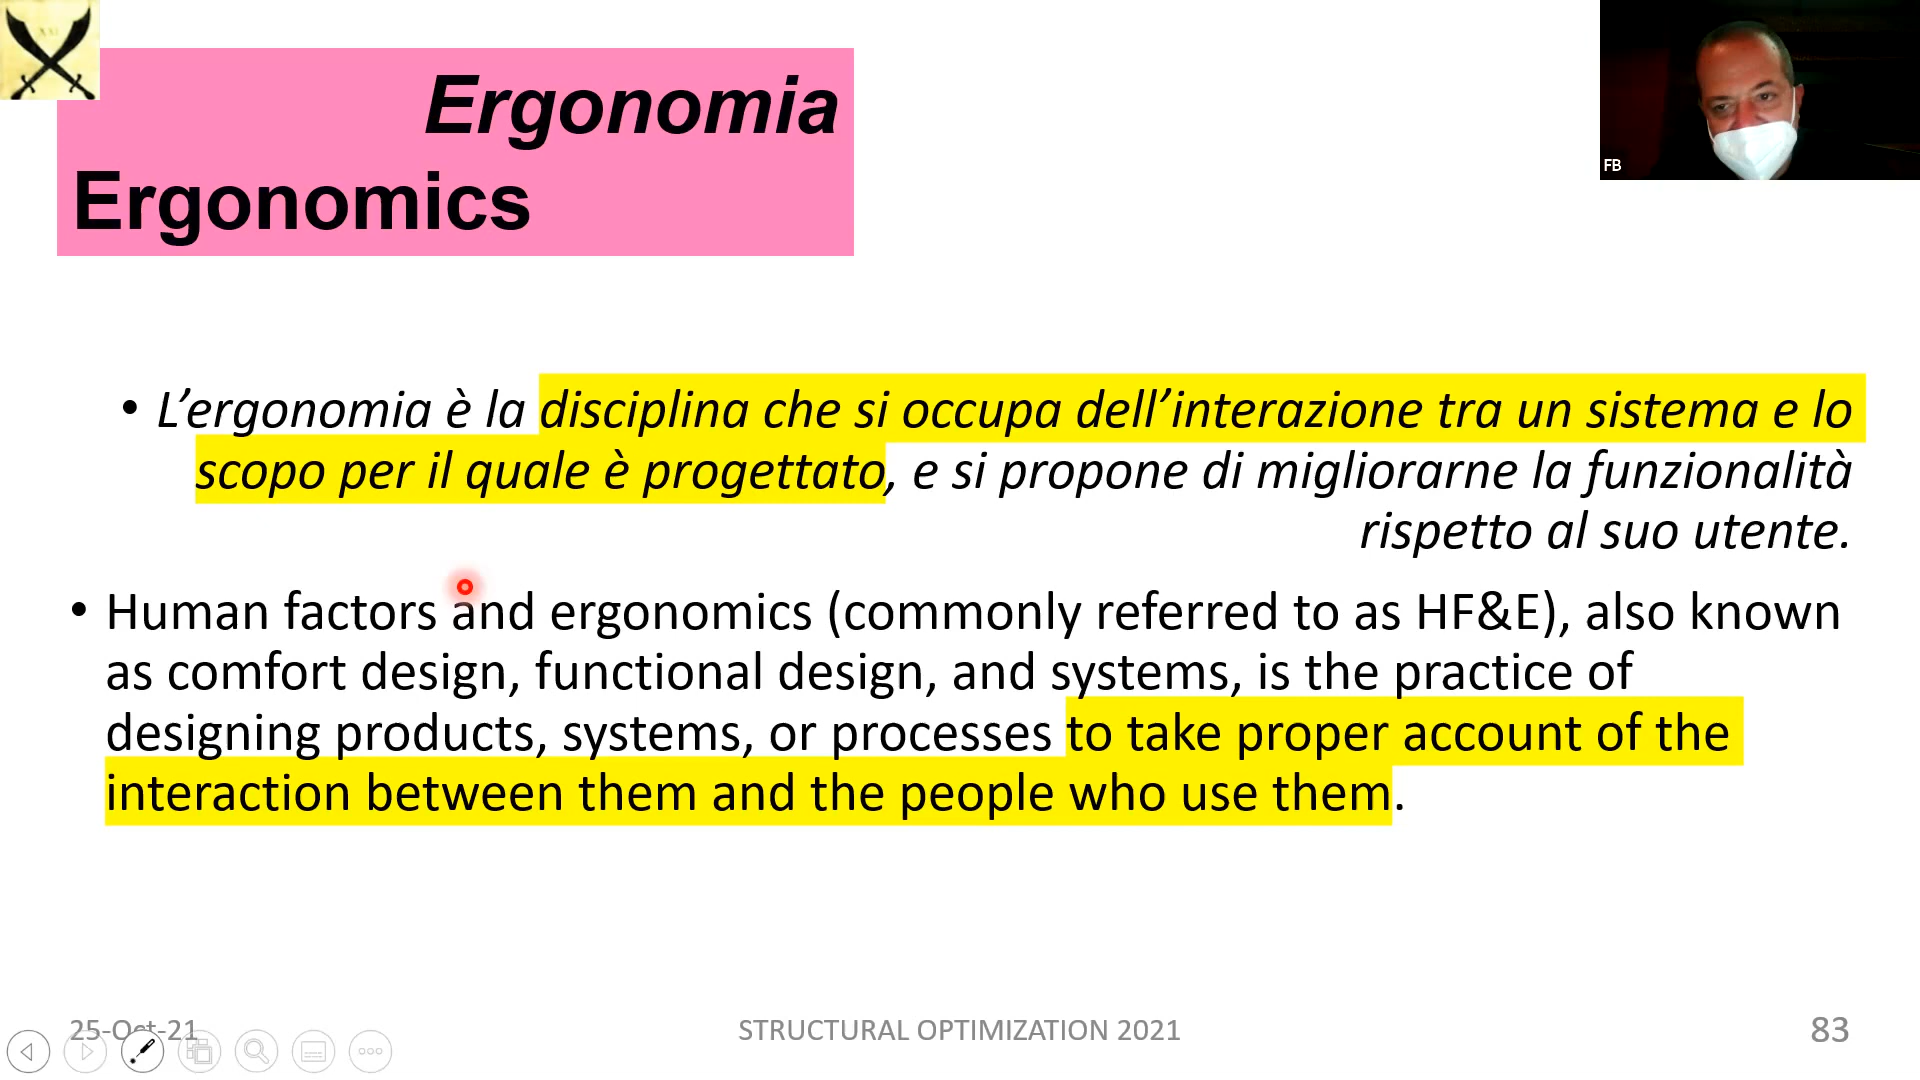 XXI
Ergonomia
Ergonomics
FB
• L’ergonomia è la disciplina che si occupa dell’interazione tra un sistema e lo
scopo per il quale è progettato, e si propone di migliorarne la funzionalità
rispetto al suo utente.
• Human factors and ergonomics (commonly referred to as HF&E), also known
as comfort design, functional design, and systems, is the practice of
designing products, systems, or processes to take proper account of the
interaction between them and the people who use them.
25-Oct-21
STRUCTURAL OPTIMIZATION 2021
83